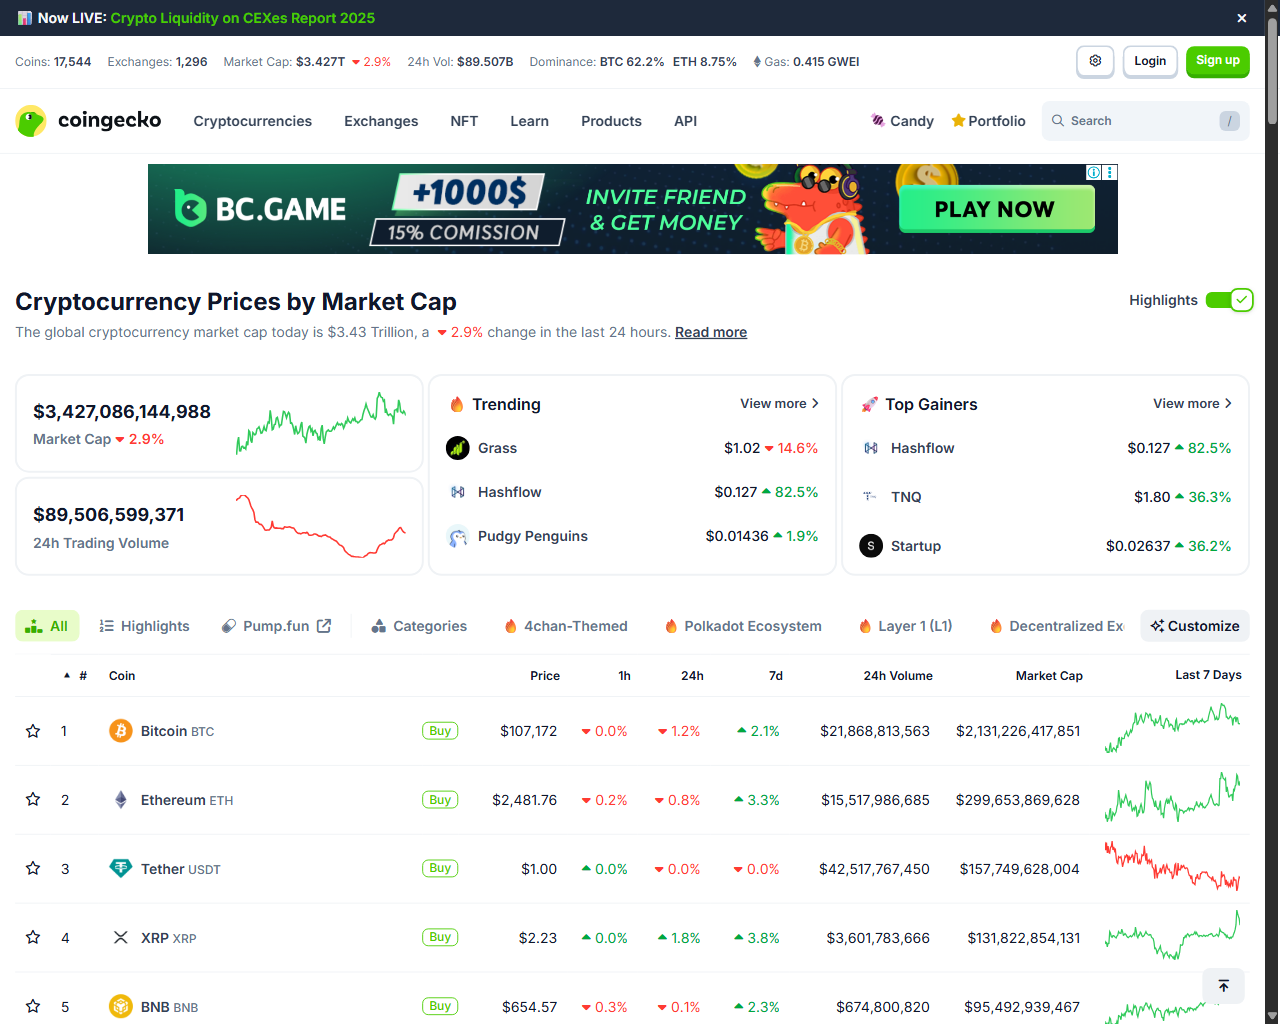 Now LIVE: Crypto Liquidity on CEXes Report 2025
Coins: 17,544 Exchanges: 1,296 Market Cap: $3.427T 2.9% 24h Vol: $89.507B Dominance: BTC 62.2% ETH 8.75% Gas: 0.415 GWEI
Login Sign up
coingecko Cryptocurrencies Exchanges NFT Learn Products API Candy Portfolio Search /
BC.GAME +1000$ 15% COMISSION INVITE FRIEND & GET MONEY PLAY NOW
Cryptocurrency Prices by Market Cap Highlights
The global cryptocurrency market cap today is $3.43 Trillion, a 2.9% change in the last 24 hours. Read more
$3,427,086,144,988
Market Cap 2.9%
$89,506,599,371
24h Trading Volume
Trending View more
Grass $1.02 14.6%
Hashflow $0.127 82.5%
Pudgy Penguins $0.01436 1.9%
Top Gainers View more
Hashflow $0.127 82.5%
TNQ $1.80 36.3%
S Startup $0.02637 36.2%
All Highlights Pump.fun Categories 4chan-Themed Polkadot Ecosystem Layer 1 (L1) Decentralized Ex Customize
# Coin Price 1h 24h 7d 24h Volume Market Cap Last 7 Days
1 Bitcoin BTC Buy $107,172 0.0% 1.2% 2.1% $21,868,813,563 $2,131,226,417,851
2 Ethereum ETH Buy $2,481.76 0.2% 0.8% 3.3% $15,517,986,685 $299,653,869,628
3 Tether USDT Buy $1.00 0.0% 0.0% 0.0% $42,517,767,450 $157,749,628,004
4 XRP XRP Buy $2.23 0.0% 1.8% 3.8% $3,601,783,666 $131,822,854,131
5 BNB BNB Buy $654.57 0.3% 0.1% 2.3% $674,800,820 $95,492,939,467